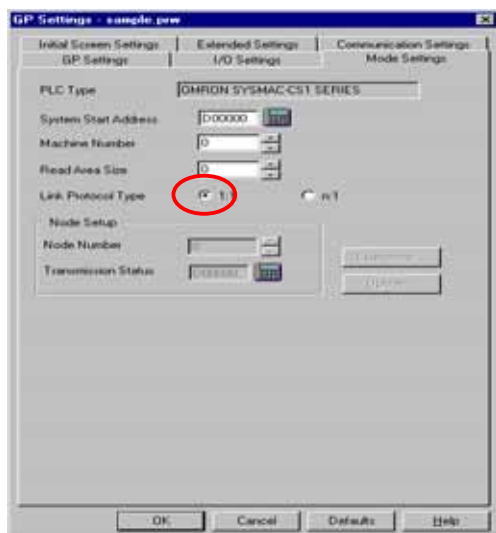 GP Settings - sample.prw
Initial Screen Settings Extended Settings Communication Settings
GP Settings I/O Settings Mode Settings
PLC Type OMRON SYSMAC-CS1 SERIES
System Start Address D00000
Machine Number 0
Read Area Size 0
Link Protocol Type 1:1 n:1
Node Setup
Node Number 0
Transmission Status
OK Cancel Defaults Help